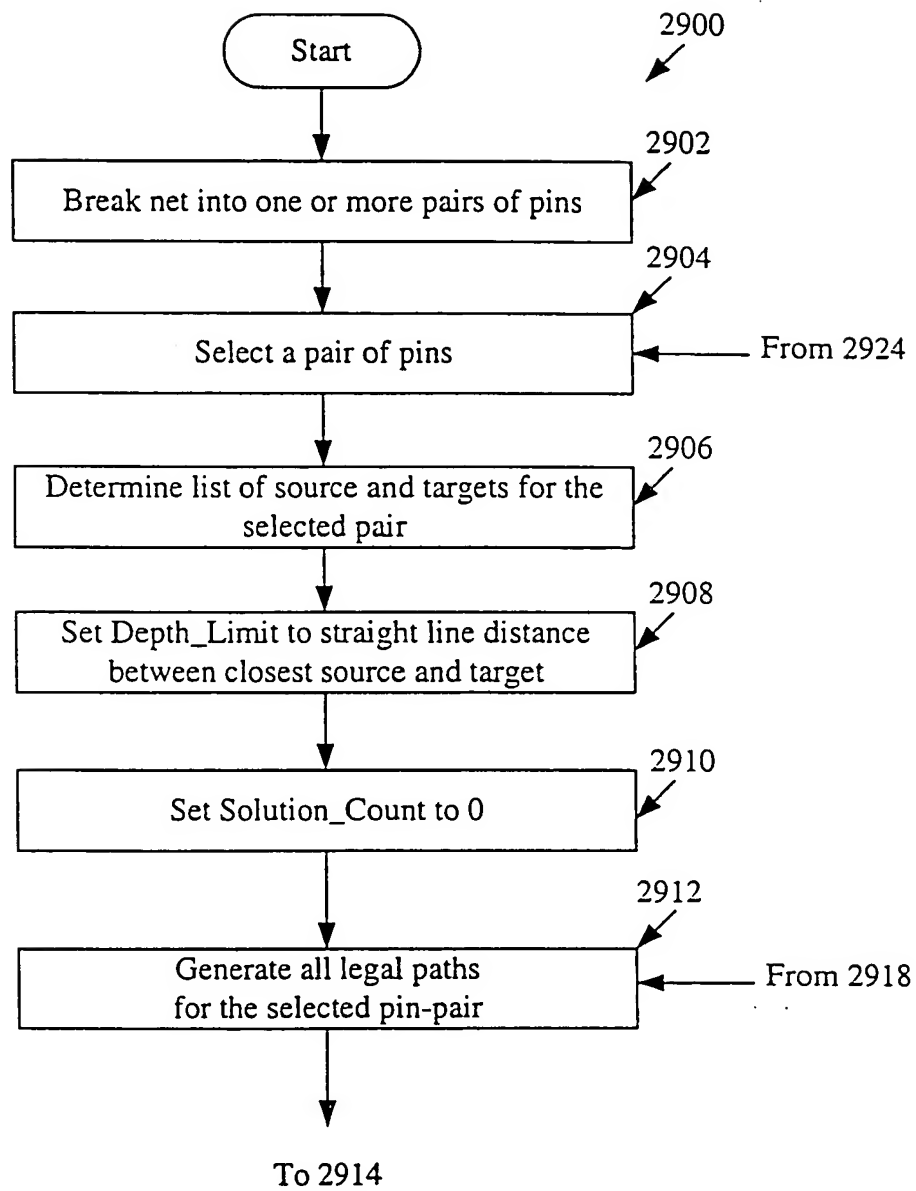 Start
2900
2902
Break net into one or more pairs of pins
2904
Select a pair of pins
From 2924
2906
Determine list of source and targets for the
selected pair
2908
Set Depth_Limit to straight line distance
between closest source and target
2910
Set Solution_Count to 0
2912
Generate all legal paths
for the selected pin-pair
From 2918
To 2914